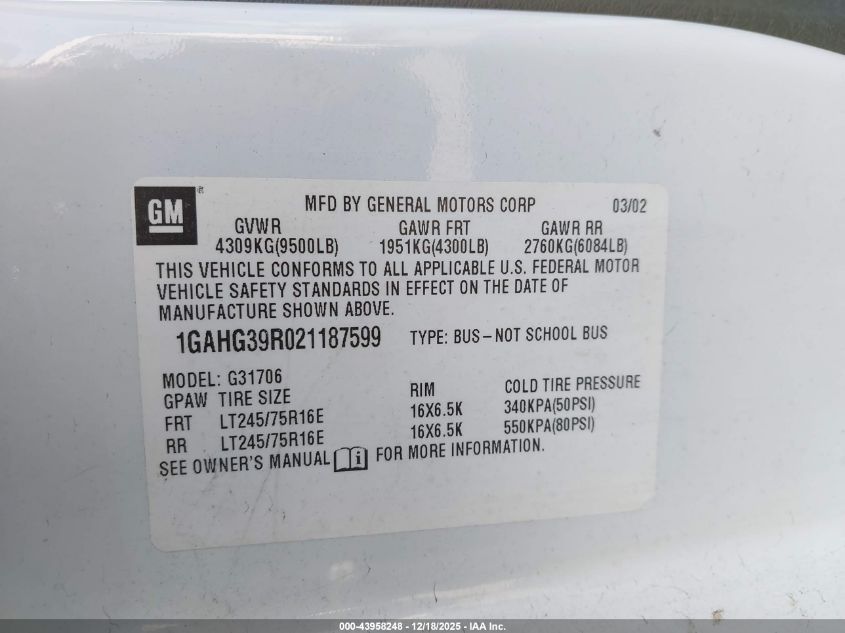 GM®
MFD BY GENERAL MOTORS CORP 03/02
GVWR GAWR FRT GAWR RR
4309KG(9500LB) 1951KG(4300LB) 2760KG(6084LB)
THIS VEHICLE CONFORMS TO ALL APPLICABLE U.S. FEDERAL MOTOR
VEHICLE SAFETY STANDARDS IN EFFECT ON THE DATE OF
MANUFACTURE SHOWN ABOVE.
1GAHG39R021187599 TYPE: BUS–NOT SCHOOL BUS
MODEL: G31706
GPAW TIRE SIZE RIM COLD TIRE PRESSURE
FRT LT245/75R16E 16X6.5K 340KPA(50PSI)
RR LT245/75R16E 16X6.5K 550KPA(80PSI)
SEE OWNER'S MANUAL i FOR MORE INFORMATION.
000-43958248 - 12/18/2025 - IAA Inc.